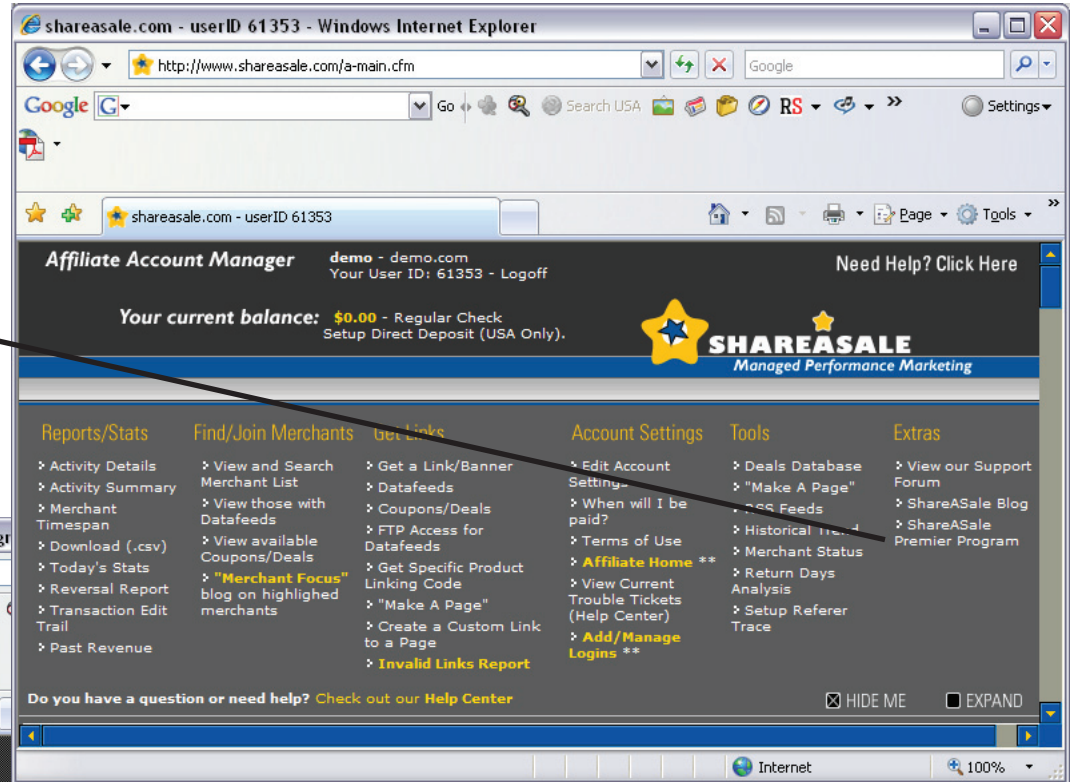 shareasale.com - userID 61353 - Windows Internet Explorer
http://www.shareasale.com/a-main.cfm
Google
Google G
Go
Search USA
RS
»
Settings
shareasale.com - userID 61353
Page
Tools
»
Affiliate Account Manager
demo - demo.com
Your User ID: 61353 - Logoff
Need Help? Click Here
Your current balance: $0.00 - Regular Check
Setup Direct Deposit (USA Only).
SHAREASALE
Managed Performance Marketing
Reports/Stats
Activity Details
Activity Summary
Merchant
Timespan
Download (.csv)
Today's Stats
Reversal Report
Transaction Edit
Trail
Past Revenue
Find/Join Merchants
View and Search
Merchant List
View those with
Datafeeds
View available
Coupons/Deals
"Merchant Focus"
blog on highlighed
merchants
Get Links
Get a Link/Banner
Datafeeds
Coupons/Deals
FTP Access for
Datafeeds
Get Specific Product
Linking Code
"Make A Page"
Create a Custom Link
to a Page
Invalid Links Report
Account Settings
Edit Account
Settings
When will I be
paid?
Terms of Use
Affiliate Home **
View Current
Trouble Tickets
(Help Center)
Add/Manage
Logins **
Tools
Deals Database
"Make A Page"
RSS Feeds
Historical Trend
Merchant Status
Return Days
Analysis
Setup Referer
Trace
Extras
View our Support
Forum
ShareASale Blog
ShareASale
Premier Program
Do you have a question or need help? Check out our Help Center
HIDE ME
EXPAND
Internet
100%